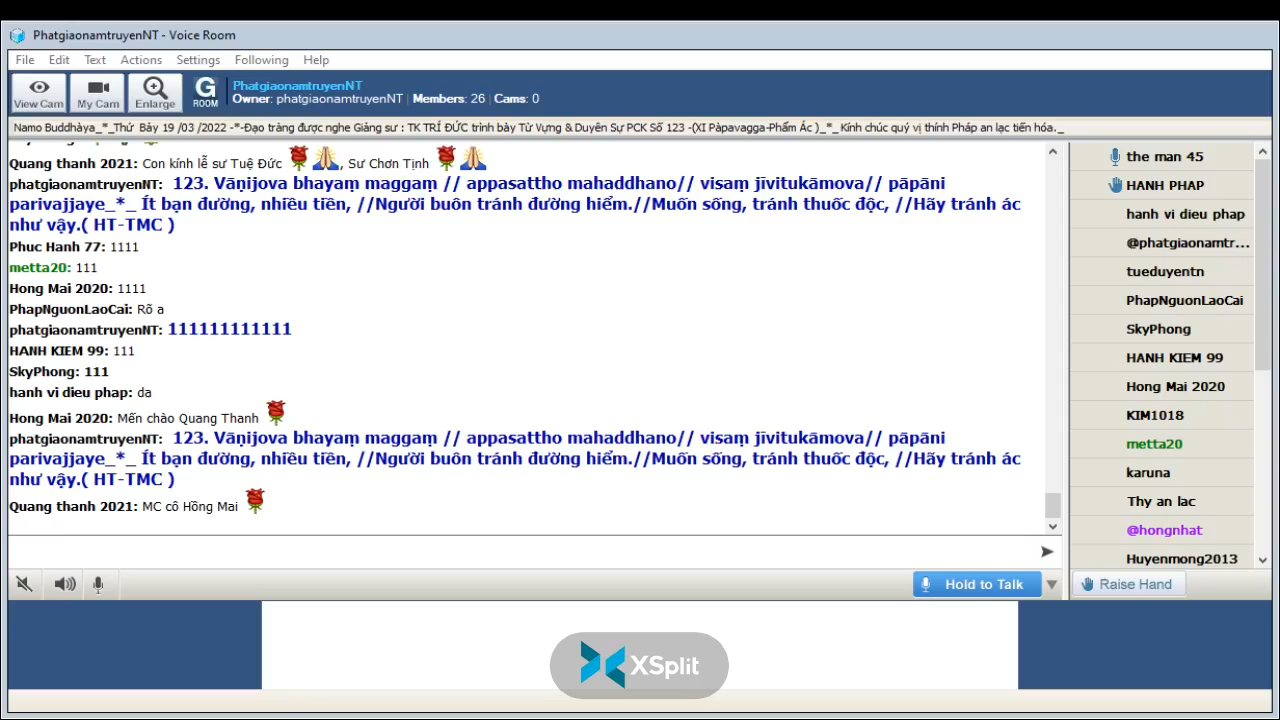 PhatgiaonamtruyenNT - Voice Room
File Edit Text Actions Settings Following Help
View Cam My Cam Enlarge G ROOM PhatgiaonamtruyenNT
Owner: phatgiaonamtruyenNT | Members: 26 | Cams: 0
Namo Buddhàya_*_Thứ Bảy 19 /03 /2022 -*-Đạo tràng được nghe Giảng sư : TK TRÍ ĐỨC trình bày Từ Vựng & Duyên Sự PCK Số 123 -(XI Pàpavagga-Phẩm Ác )_*_ Kính chúc quý vị thính Pháp an lạc tiến hóa._
Quang thanh 2021: Con kính lễ sư Tuệ Đức , Sư Chơn Tịnh
phatgiaonamtruyenNT: 123. Vāṇijova bhayaṃ maggaṃ // appasattho mahaddhano// visaṃ jīvitukāmova// pāpāni
parivajjaye_*_ Ít bạn đường, nhiều tiền, //Người buôn tránh đường hiểm.//Muốn sống, tránh thuốc độc, //Hãy tránh ác
như vậy.( HT-TMC )
Phuc Hanh 77: 1111
metta20: 111
Hong Mai 2020: 1111
PhapNguonLaoCai: Rõ a
phatgiaonamtruyenNT: 111111111111
HANH KIEM 99: 111
SkyPhong: 111
hanh vi dieu phap: da
Hong Mai 2020: Mến chào Quang Thanh
phatgiaonamtruyenNT: 123. Vāṇijova bhayaṃ maggaṃ // appasattho mahaddhano// visaṃ jīvitukāmova// pāpāni
parivajjaye_*_ Ít bạn đường, nhiều tiền, //Người buôn tránh đường hiểm.//Muốn sống, tránh thuốc độc, //Hãy tránh ác
như vậy.( HT-TMC )
Quang thanh 2021: MC cô Hồng Mai
the man 45
HANH PHAP
hanh vi dieu phap
@phatgiaonamtr...
tueduyentn
PhapNguonLaoCai
SkyPhong
HANH KIEM 99
Hong Mai 2020
KIM1018
metta20
karuna
Thy an lac
@hongnhat
Huyenmong2013
Hold to Talk
Raise Hand
XSplit